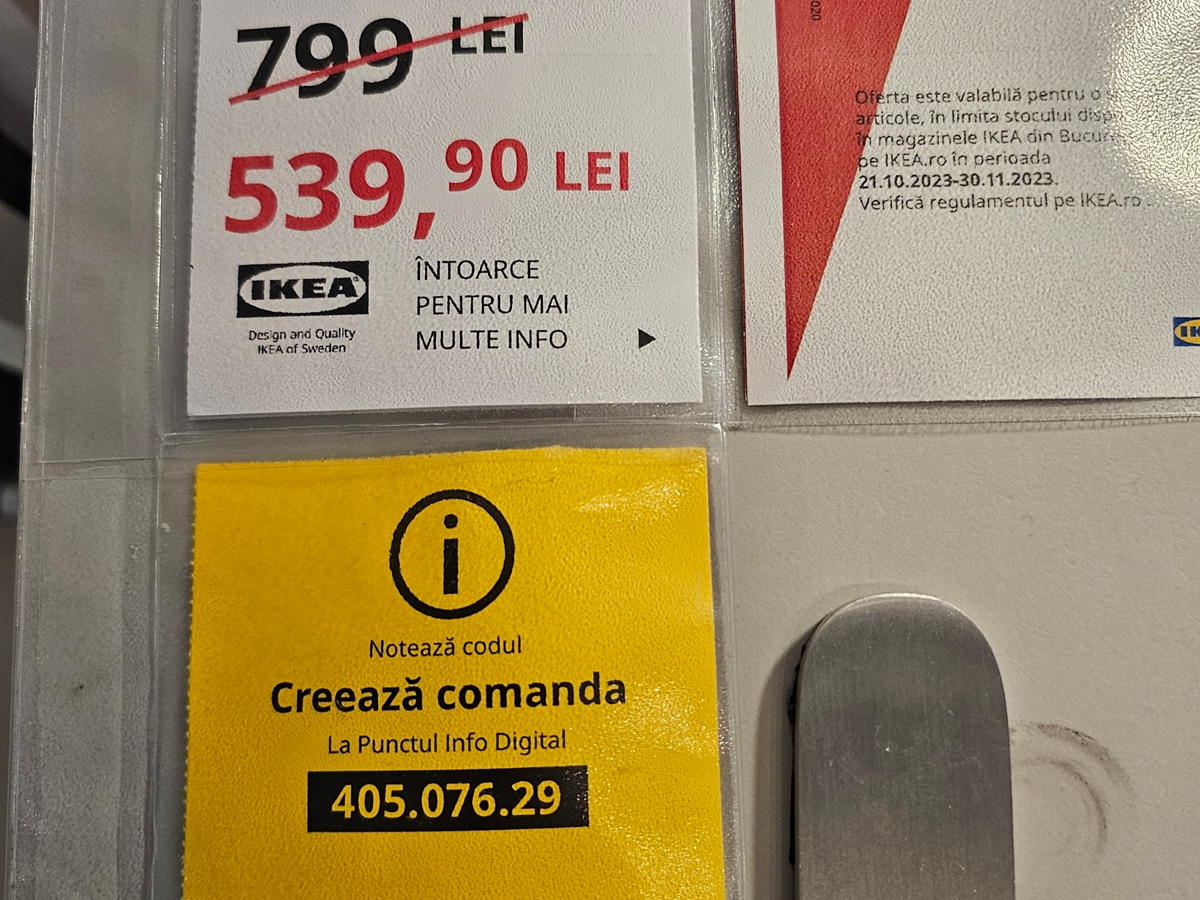 799 LEI
539,90 LEI
IKEA
Design and Quality
IKEA of Sweden
ÎNTOARCE
PENTRU MAI
MULTE INFO
020
Oferta este valabilă pentru o
articole, în limita stocului
în magazinele IKEA din
pe IKEA.ro în perioada
21.10.2023-30.11.2023.
Verifică regulamentul pe IKEA.ro
i
Notează codul
Creează comanda
La Punctul Info Digital
405.076.29